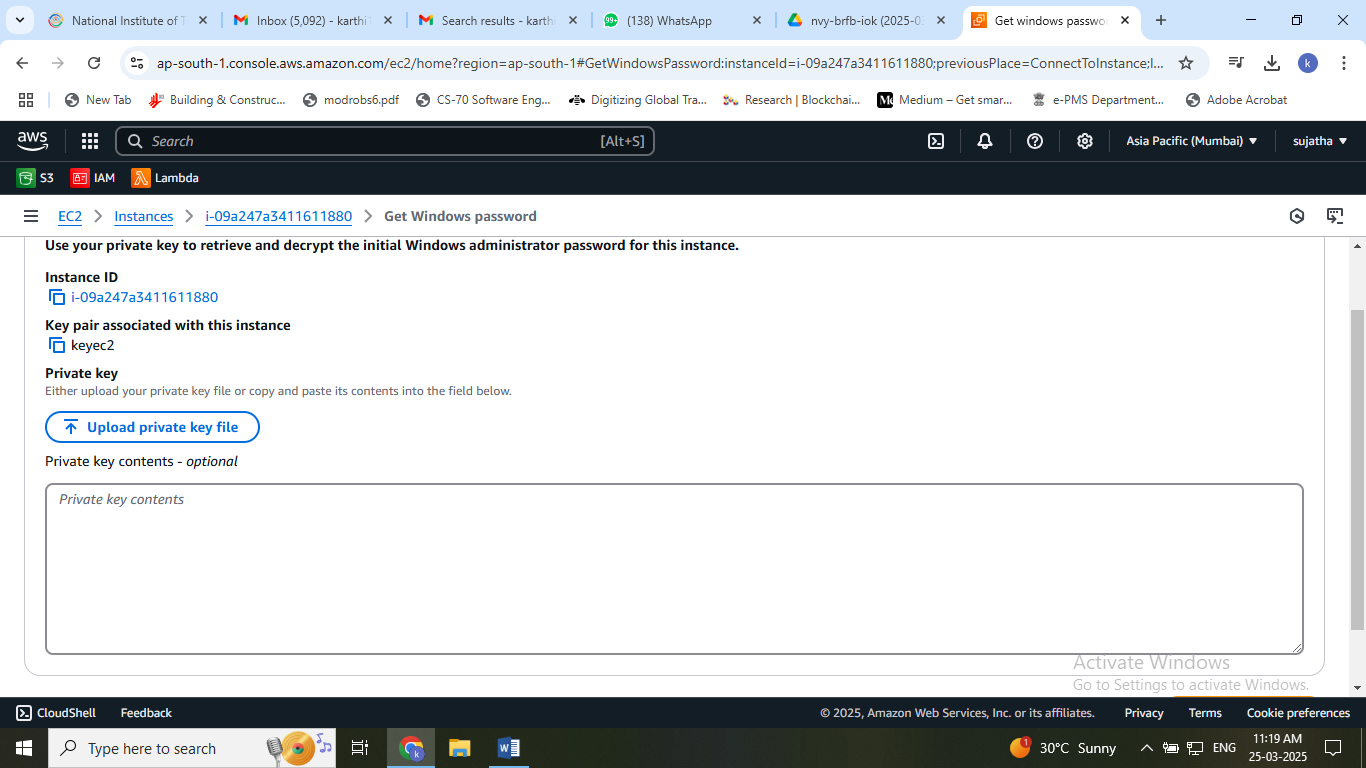 National Institute of T
Inbox (5,092) - karthi
Search results - karthi
99+ (138) WhatsApp
nvy-brfb-iok (2025-0
Get windows passwo
ap-south-1.console.aws.amazon.com/ec2/home?region=ap-south-1#GetWindowsPassword:instanceId=i-09a247a3411611880;previousPlace=ConnectToInstance;l...
k
New Tab
Building & Construc...
modrobs6.pdf
CS-70 Software Eng...
Digitizing Global Tra...
Research | Blockchai...
Medium – Get smar...
e-PMS Department...
Adobe Acrobat
aws
Search
[Alt+S]
Asia Pacific (Mumbai)
sujatha
S3
IAM
Lambda
EC2
Instances
i-09a247a3411611880
Get Windows password
Use your private key to retrieve and decrypt the initial Windows administrator password for this instance.
Instance ID
i-09a247a3411611880
Key pair associated with this instance
keyec2
Private key
Either upload your private key file or copy and paste its contents into the field below.
Upload private key file
Private key contents - optional
Private key contents
Activate Windows
Go to Settings to activate Windows.
CloudShell
Feedback
© 2025, Amazon Web Services, Inc. or its affiliates.
Privacy
Terms
Cookie preferences
Type here to search
1
30°C Sunny
ENG
11:19 AM
25-03-2025